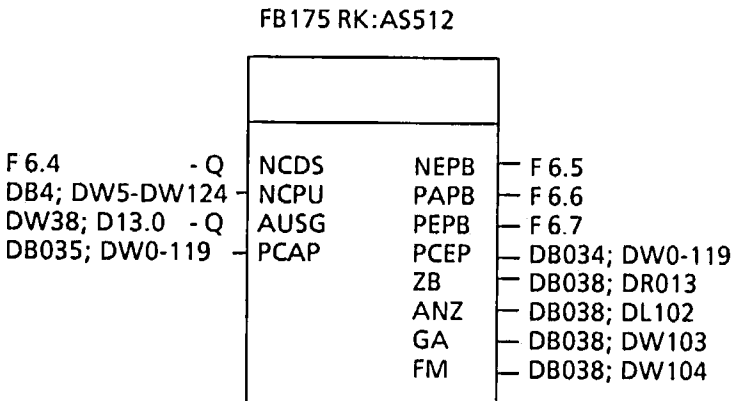 FB175 RK:AS512
F 6.4 - Q NCDS NEPB F 6.5
DB4; DW5-DW124 NCPU PAPB F 6.6
DW38; D13.0 - Q AUSG PEPB F 6.7
DB035; DW0-119 PCAP PCEP DB034; DW0-119
ZB DB038; DR013
ANZ DB038; DL102
GA DB038; DW103
FM DB038; DW104